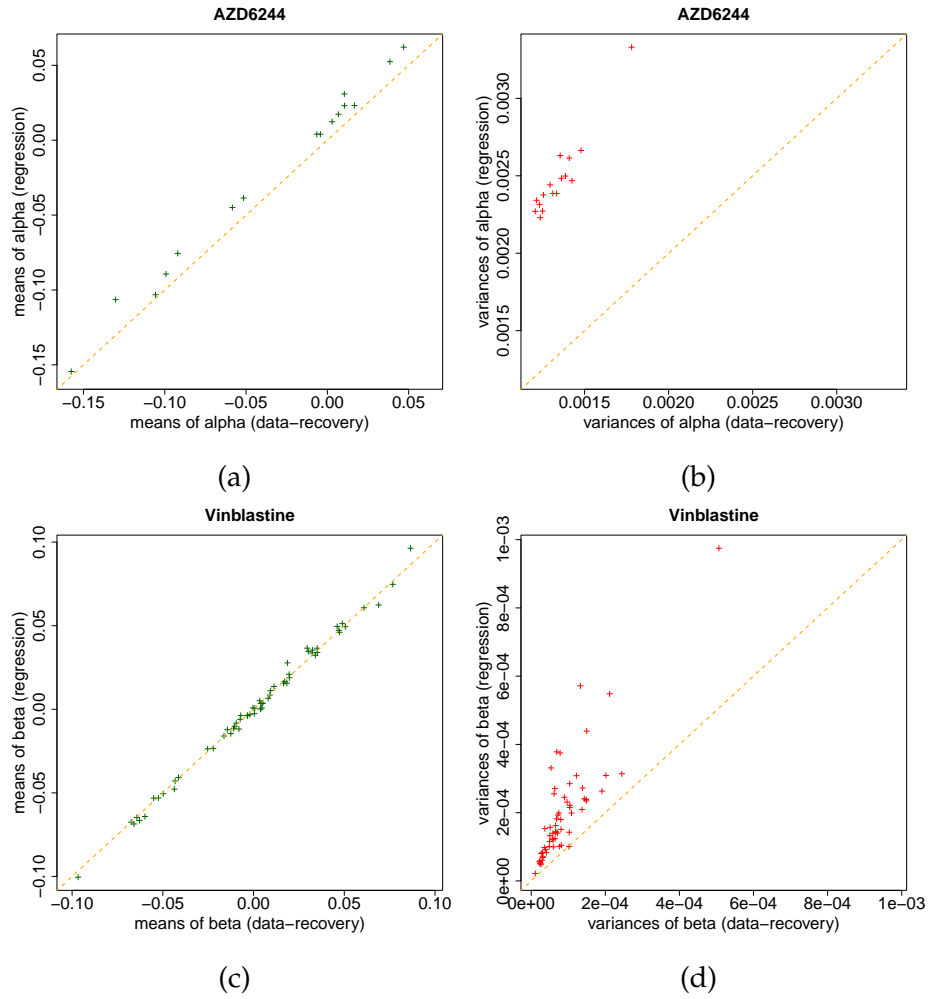 AZD6244
means of alpha (regression)
0.05
0.00
−0.05
−0.10
−0.15
−0.15 −0.10 −0.05 0.00 0.05
means of alpha (data−recovery)
(a)
AZD6244
variances of alpha (regression)
0.0030
0.0025
0.0020
0.0015
0.0015 0.0020 0.0025 0.0030
variances of alpha (data−recovery)
(b)
Vinblastine
means of beta (regression)
0.10
0.05
0.00
−0.05
−0.10
−0.10 −0.05 0.00 0.05 0.10
means of beta (data−recovery)
(c)
Vinblastine
variances of beta (regression)
1e−03
8e−04
6e−04
4e−04
2e−04
0e+00
0e+00 2e−04 4e−04 6e−04 8e−04 1e−03
variances of beta (data−recovery)
(d)